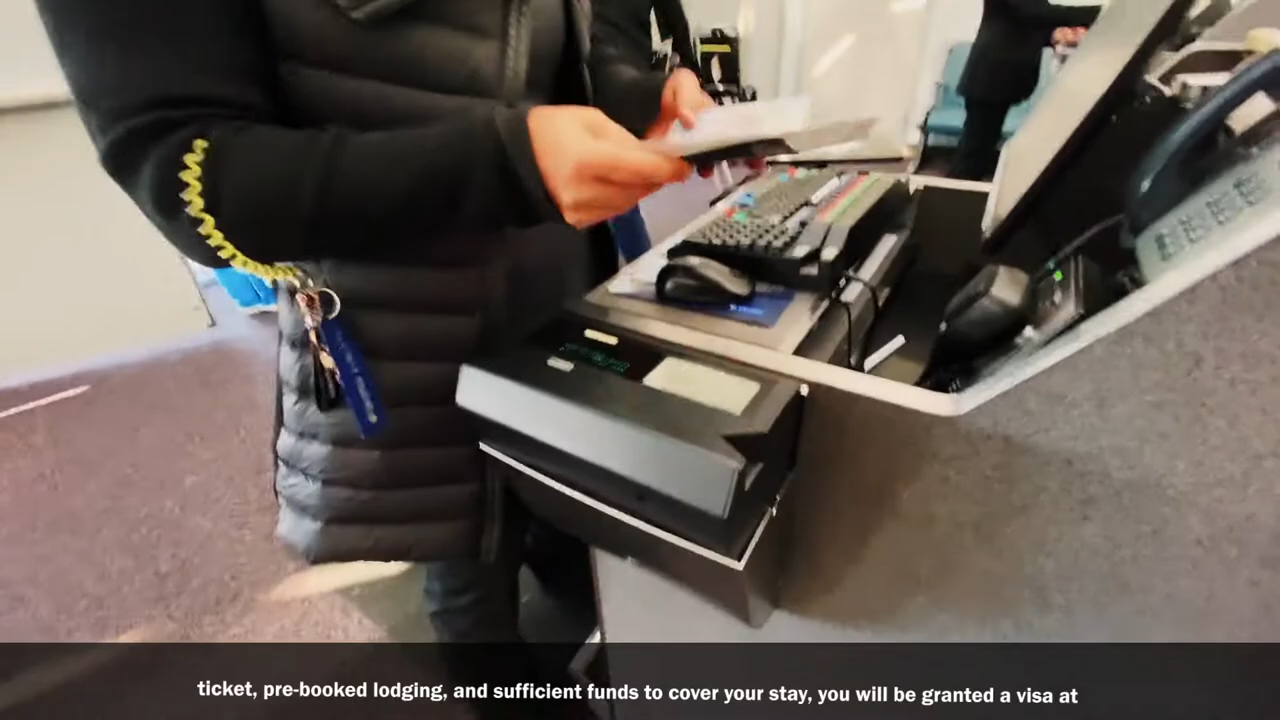 ticket, pre-booked lodging, and sufficient funds to cover your stay, you will be granted a visa at